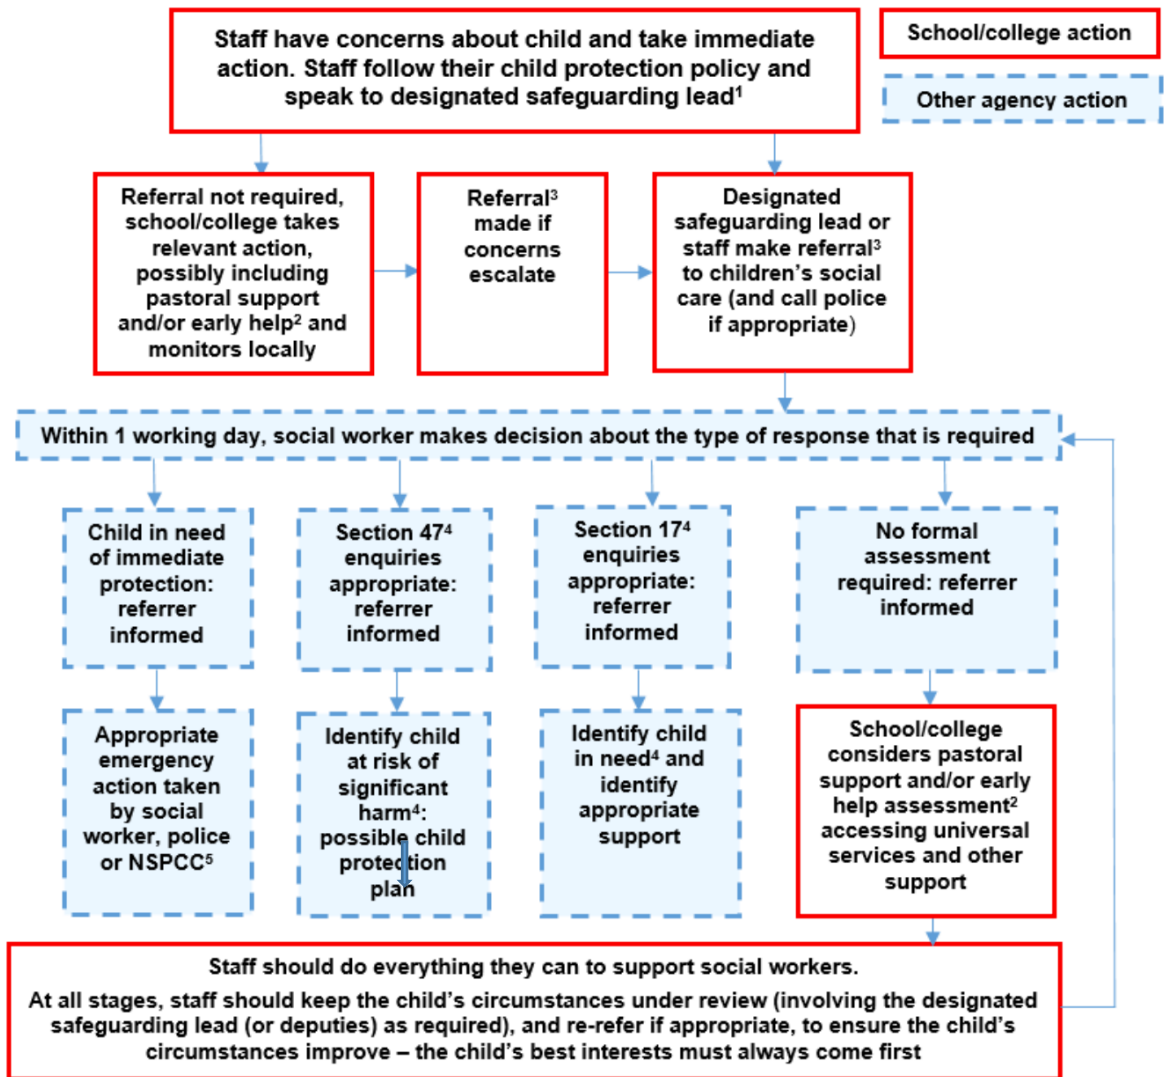 Staff have concerns about child and take immediate
action. Staff follow their child protection policy and
speak to designated safeguarding lead¹
School/college action
Other agency action
Referral not required,
school/college takes
relevant action,
possibly including
pastoral support
and/or early help² and
monitors locally
Referral³
made if
concerns
escalate
Designated
safeguarding lead or
staff make referral³
to children’s social
care (and call police
if appropriate)
Within 1 working day, social worker makes decision about the type of response that is required
Child in need
of immediate
protection:
referrer
informed
Section 47⁴
enquiries
appropriate:
referrer
informed
Section 17⁴
enquiries
appropriate:
referrer
informed
No formal
assessment
required: referrer
informed
Appropriate
emergency
action taken
by social
worker, police
or NSPCC⁵
Identify child
at risk of
significant
harm⁴:
possible child
protection
plan
Identify child
in need⁴ and
identify
appropriate
support
School/college
considers pastoral
support and/or early
help assessment²
accessing universal
services and other
support
Staff should do everything they can to support social workers.
At all stages, staff should keep the child’s circumstances under review (involving the designated
safeguarding lead (or deputies) as required), and re-refer if appropriate, to ensure the child’s
circumstances improve – the child’s best interests must always come first